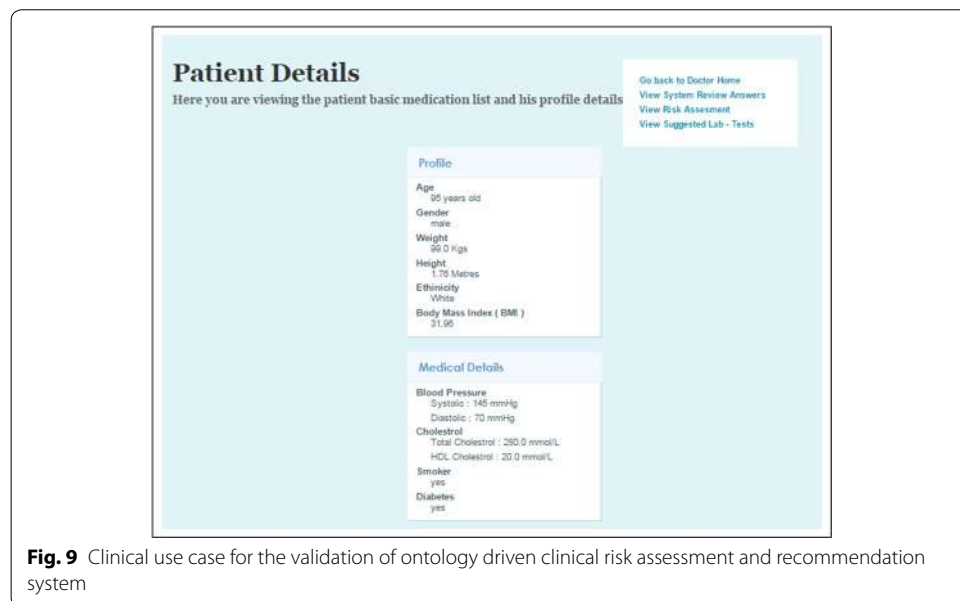 Patient Details
Here you are viewing the patient basic medication list and his profile details
Go back to Doctor Home
View System Review Answers
View Risk Assesment
View Suggested Lab - Tests
Profile
Age
95 years old
Gender
male
Weight
99.0 Kgs
Height
1.76 Metres
Ethinicity
White
Body Mass Index ( BMI )
31.96
Medical Details
Blood Pressure
Systolic : 145 mmHg
Diastolic : 70 mmHg
Cholestrol
Total Cholestrol : 280.0 mmol/L
HDL Cholestrol : 20.0 mmol/L
Smoker
yes
Diabetes
yes
Fig. 9 Clinical use case for the validation of ontology driven clinical risk assessment and recommendation
system